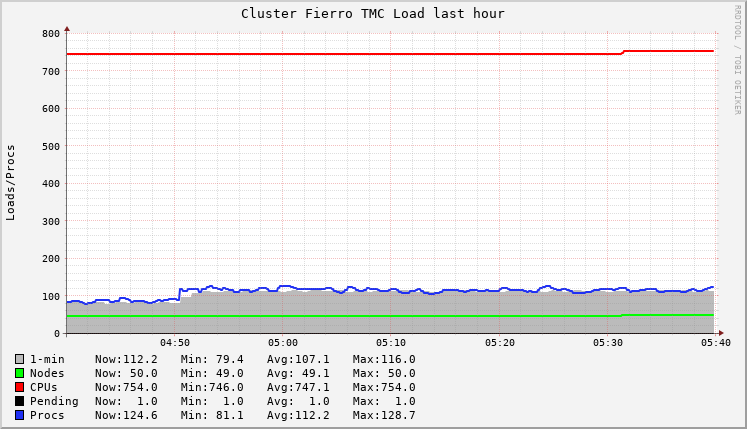 Cluster Fierro TMC Load last hour
RRDTOOL / TOBI OETIKER
Loads/Procs
800
700
600
500
400
300
200
100
0
04:50 05:00 05:10 05:20 05:30 05:40
1-min Now:112.2 Min: 79.4 Avg:107.1 Max:116.0
Nodes Now: 50.0 Min: 49.0 Avg: 49.1 Max: 50.0
CPUs Now:754.0 Min:746.0 Avg:747.1 Max:754.0
Pending Now: 1.0 Min: 1.0 Avg: 1.0 Max: 1.0
Procs Now:124.6 Min: 81.1 Avg:112.2 Max:128.7